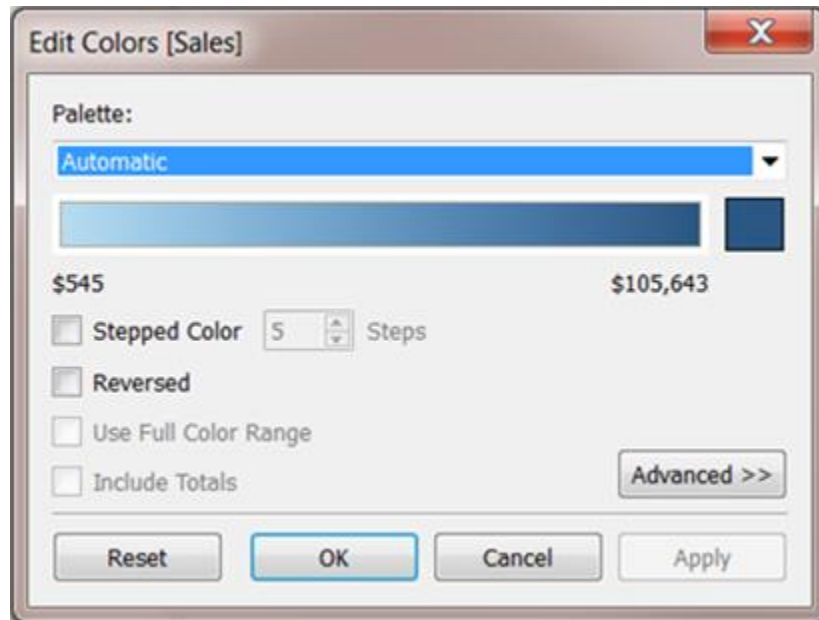 Edit Colors [Sales]
Palette:
Automatic
$545 $105,643
Stepped Color 5 Steps
Reversed
Use Full Color Range
Include Totals
Advanced >>
Reset OK Cancel Apply